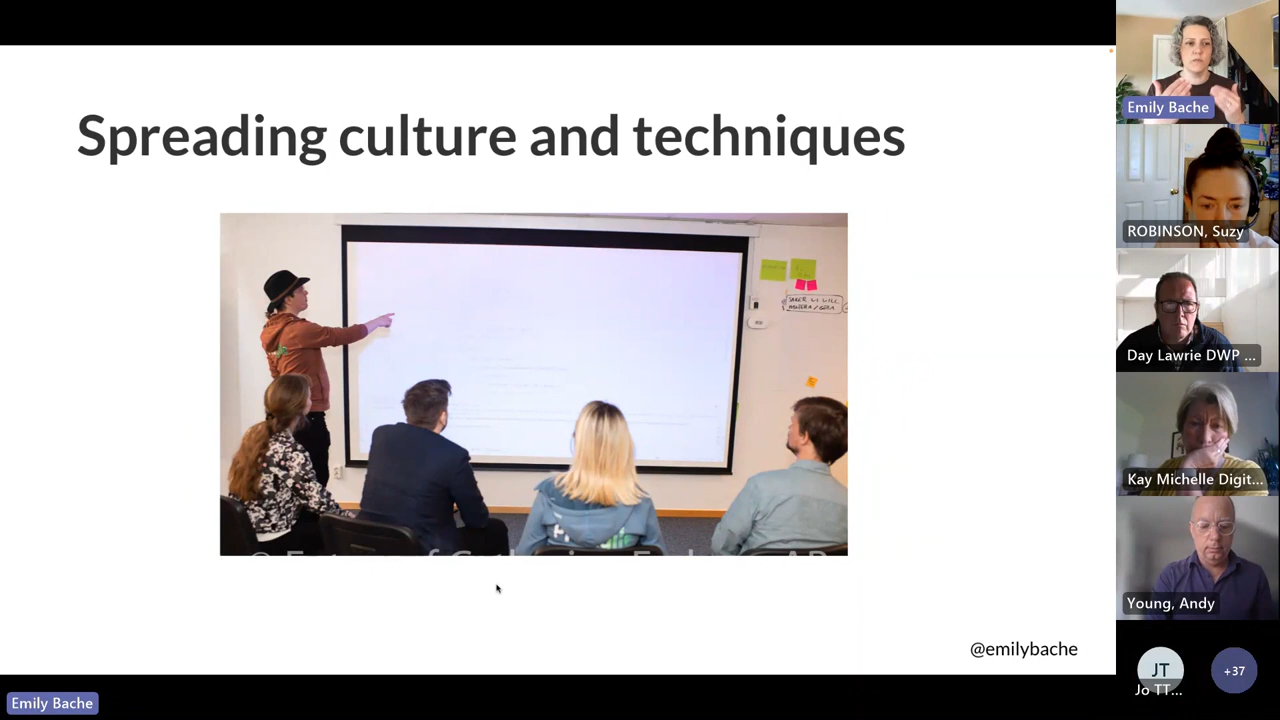 Spreading culture and techniques
@emilybache
Emily Bache
ROBINSON, Suzy
Day Lawrie DWP ...
Kay Michelle Digit...
Young, Andy
JT
Jo TT...
+37
Emily Bache